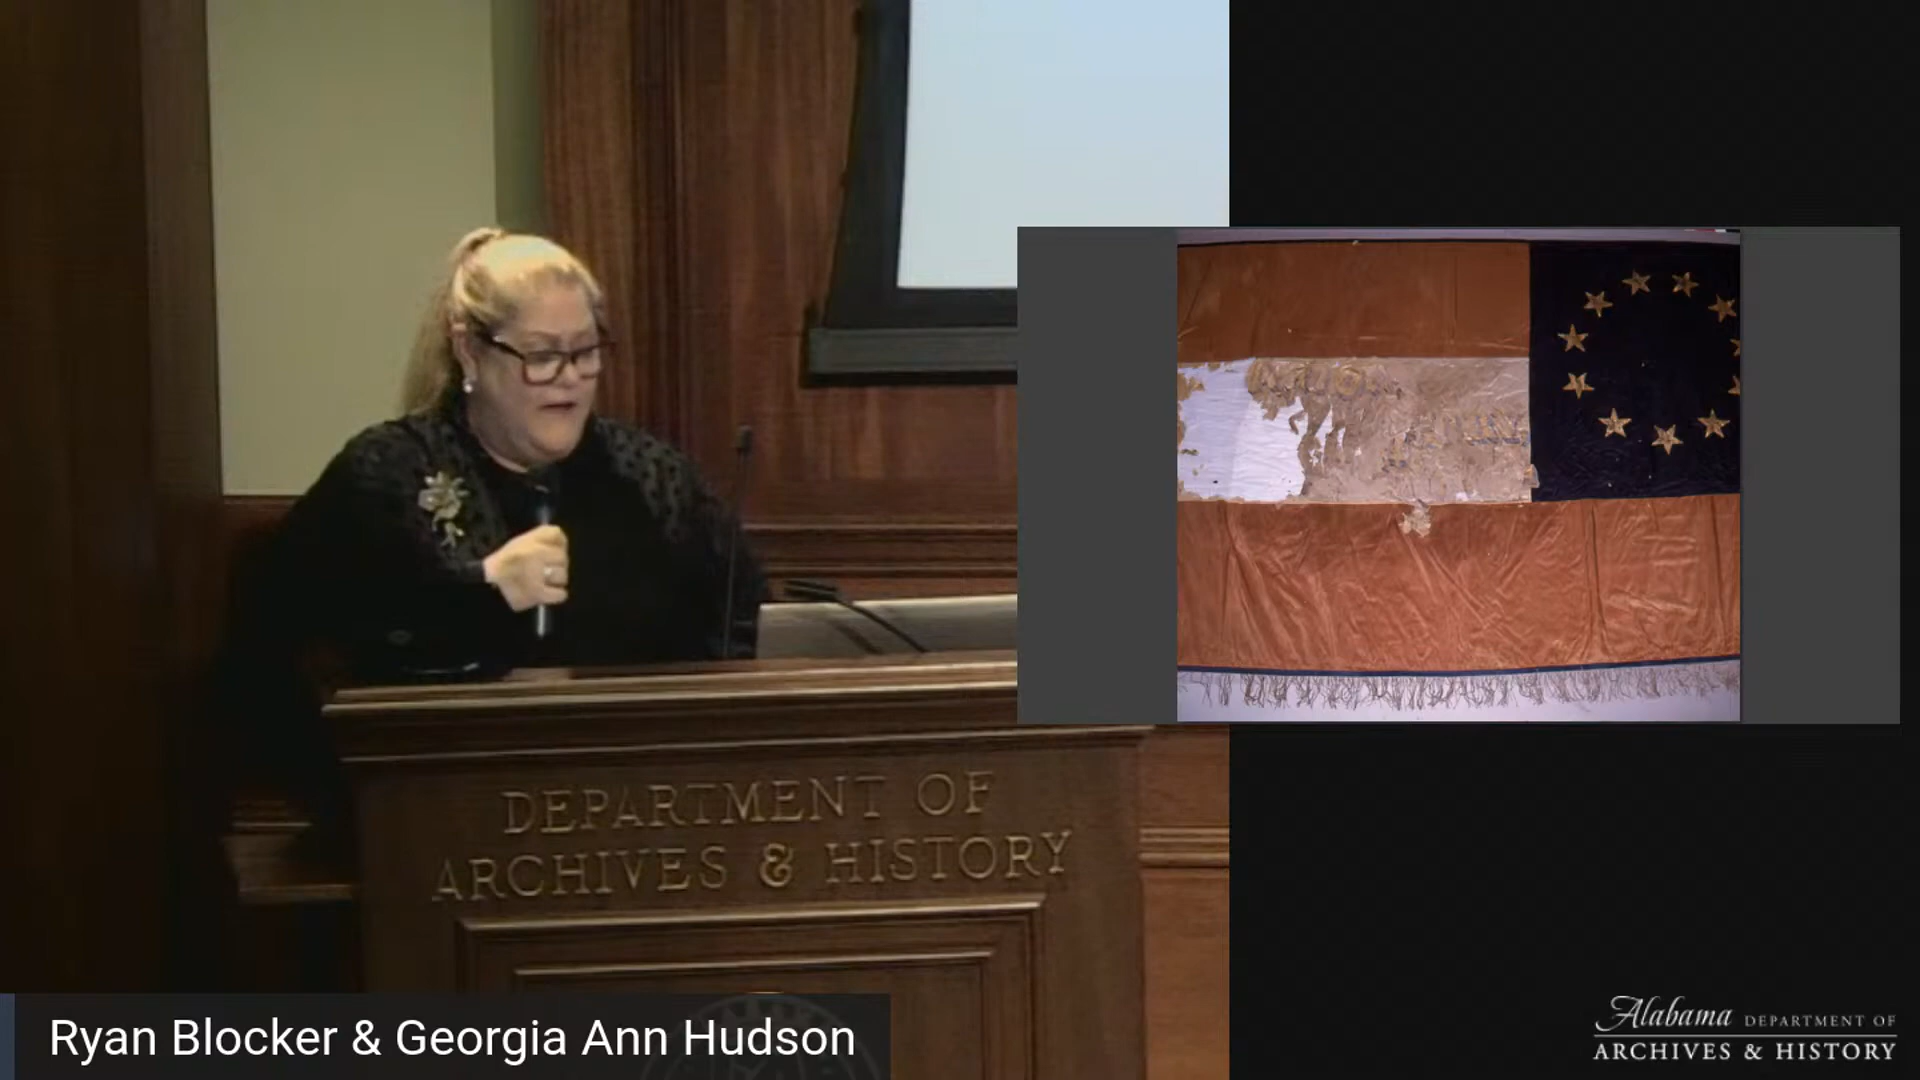 DEPARTMENT OF
ARCHIVES & HISTORY
Ryan Blocker & Georgia Ann Hudson
Alabama DEPARTMENT OF
ARCHIVES & HISTORY